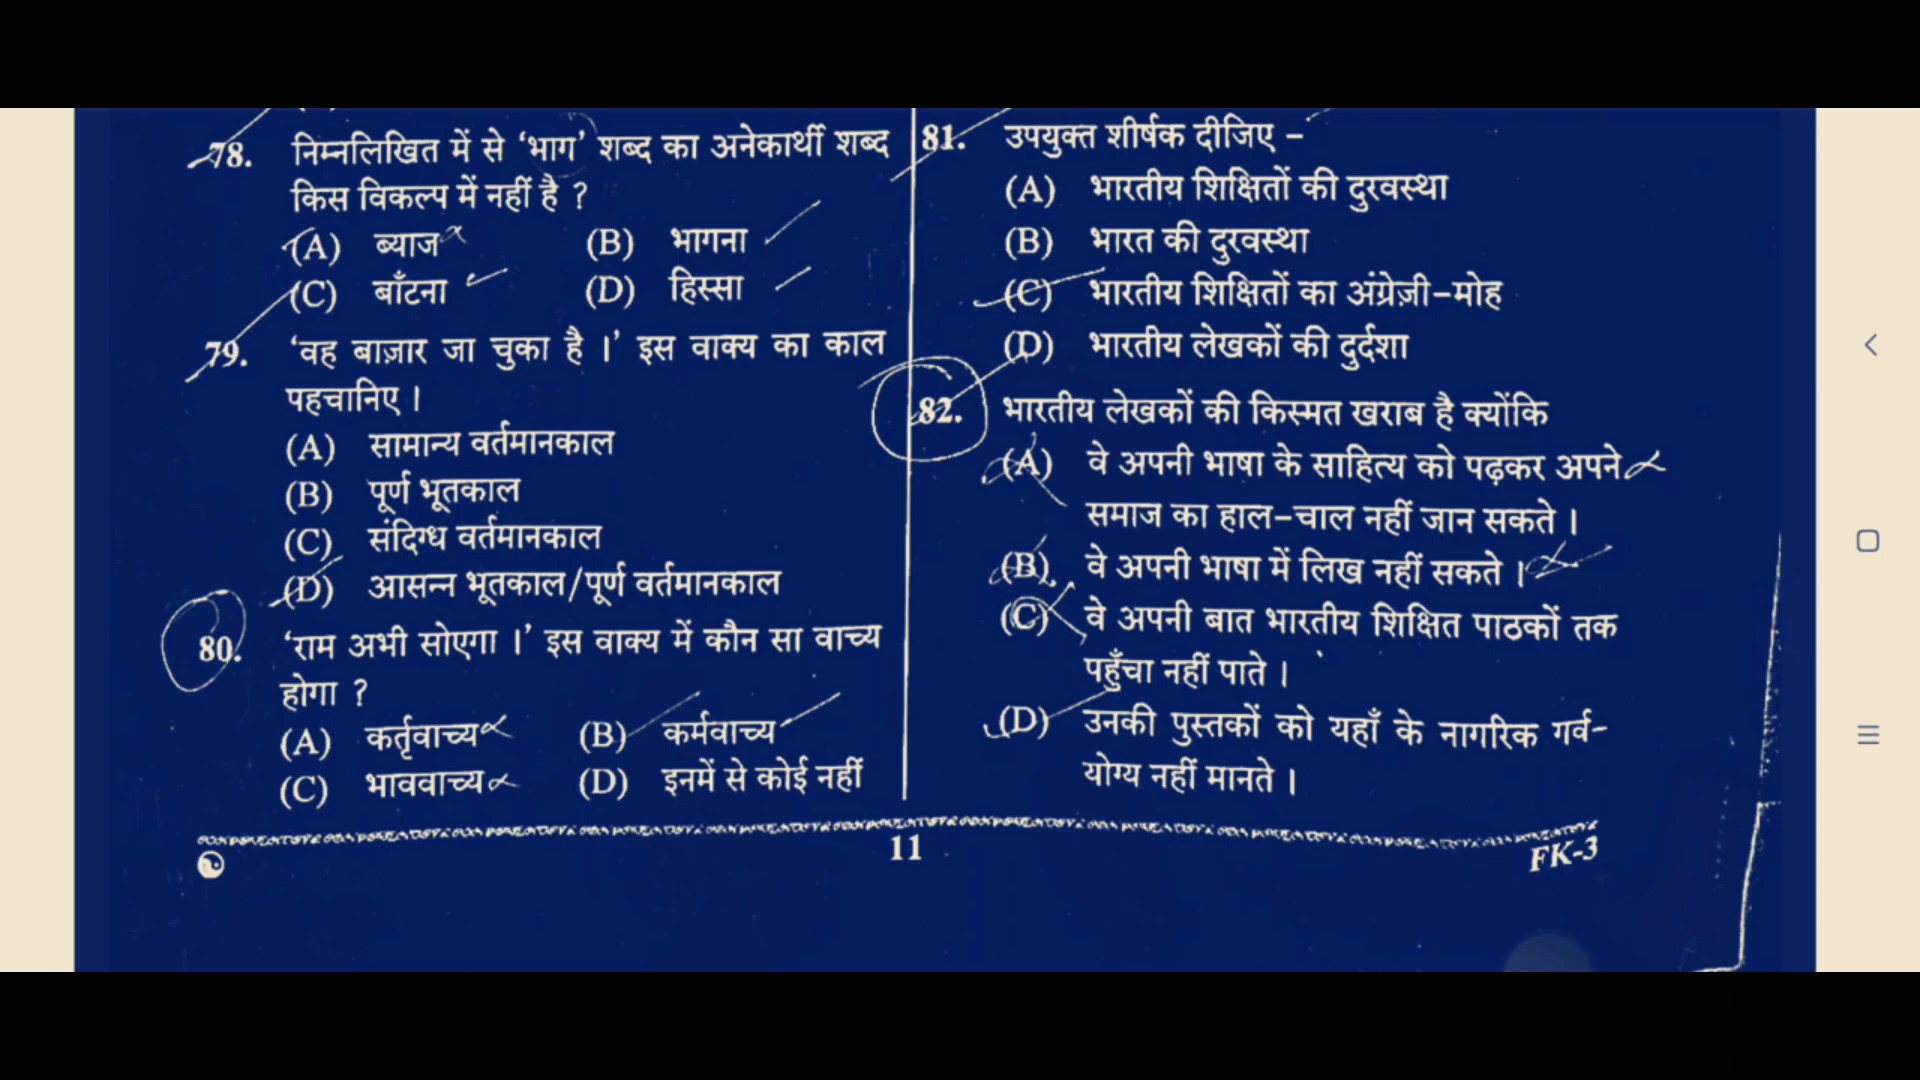 78. निम्नलिखित में से ‘भाग’ शब्द का अनेकार्थी शब्द
किस विकल्प में नहीं है ?
(A) ब्याज (B) भागना
(C) बाँटना (D) हिस्सा
79. ‘वह बाज़ार जा चुका है ।’ इस वाक्य का काल
पहचानिए ।
(A) सामान्य वर्तमानकाल
(B) पूर्ण भूतकाल
(C) संदिग्ध वर्तमानकाल
(D) आसन्न भूतकाल/पूर्ण वर्तमानकाल
80. ‘राम अभी सोएगा ।’ इस वाक्य में कौन सा वाच्य
होगा ?
(A) कर्तृवाच्य (B) कर्मवाच्य
(C) भाववाच्य (D) इनमें से कोई नहीं
81. उपयुक्त शीर्षक दीजिए –
(A) भारतीय शिक्षितों की दुरवस्था
(B) भारत की दुरवस्था
(C) भारतीय शिक्षितों का अंग्रेज़ी–मोह
(D) भारतीय लेखकों की दुर्दशा
82. भारतीय लेखकों की किस्मत खराब है क्योंकि
(A) वे अपनी भाषा के साहित्य को पढ़कर अपने
समाज का हाल–चाल नहीं जान सकते ।
(B) वे अपनी भाषा में लिख नहीं सकते ।
(C) वे अपनी बात भारतीय शिक्षित पाठकों तक
पहुँचा नहीं पाते ।
(D) उनकी पुस्तकों को यहाँ के नागरिक गर्व–
योग्य नहीं मानते ।
11
FK-3